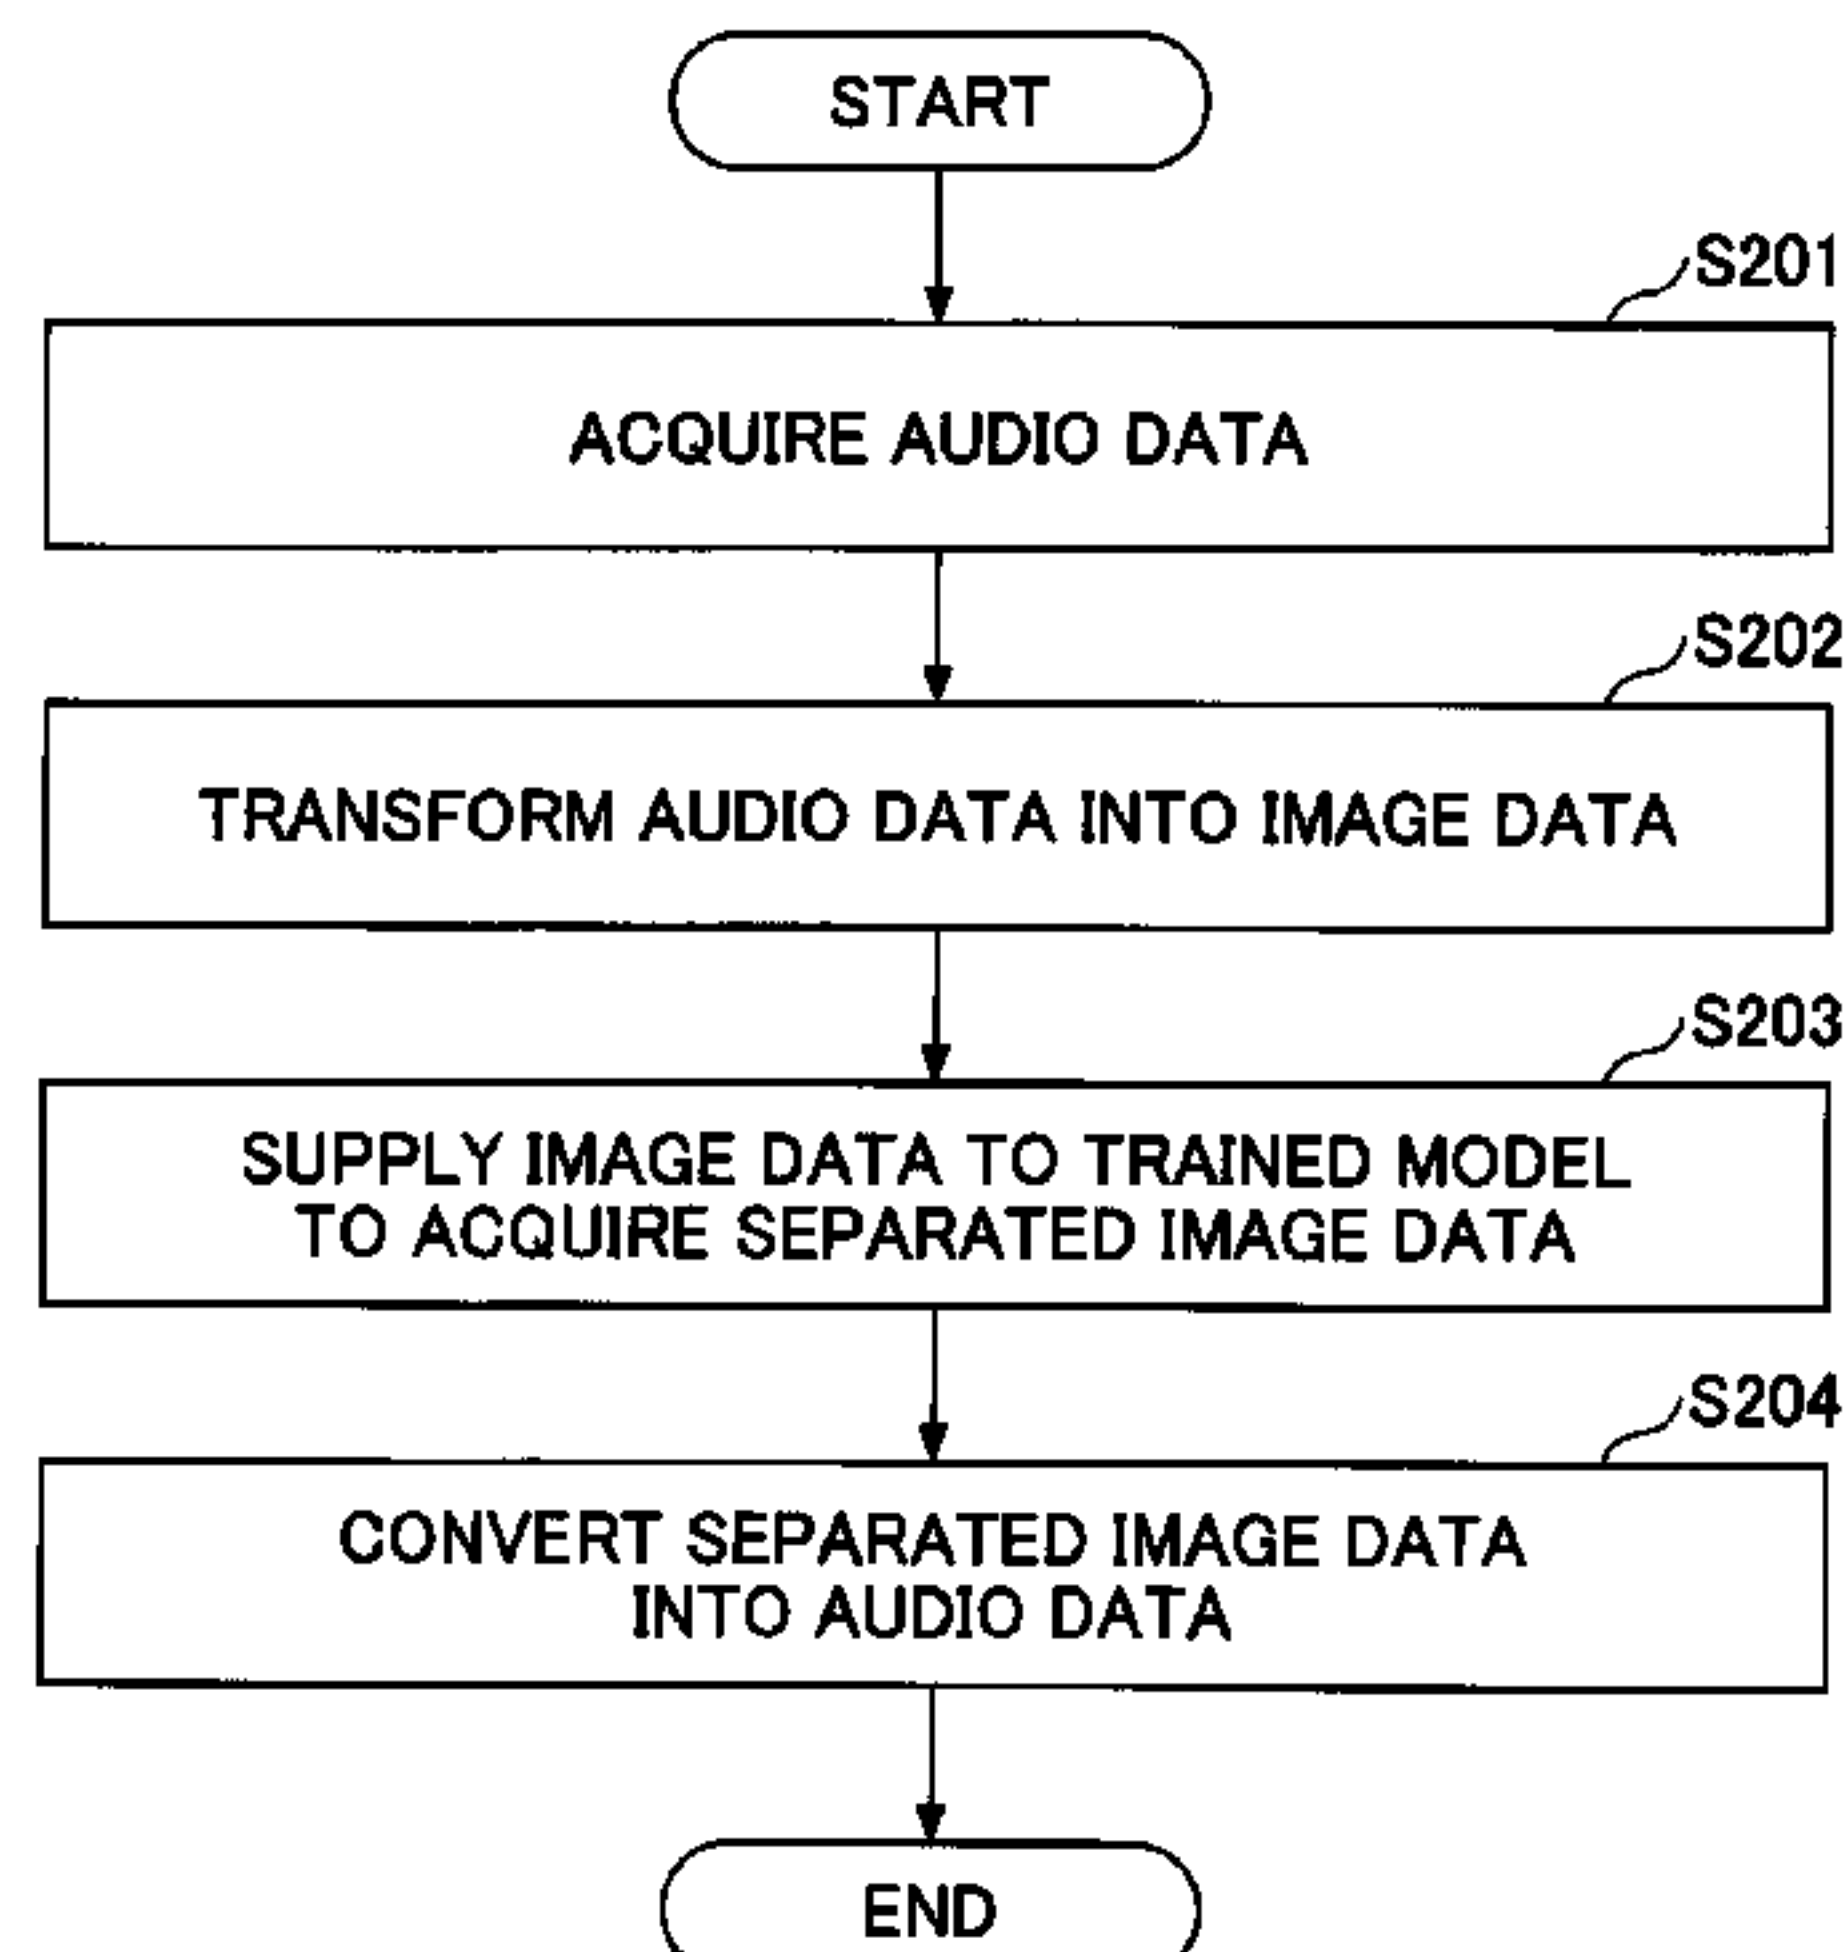 START
S201
ACQUIRE AUDIO DATA
S202
TRANSFORM AUDIO DATA INTO IMAGE DATA
S203
SUPPLY IMAGE DATA TO TRAINED MODEL
TO ACQUIRE SEPARATED IMAGE DATA
S204
CONVERT SEPARATED IMAGE DATA
INTO AUDIO DATA
END